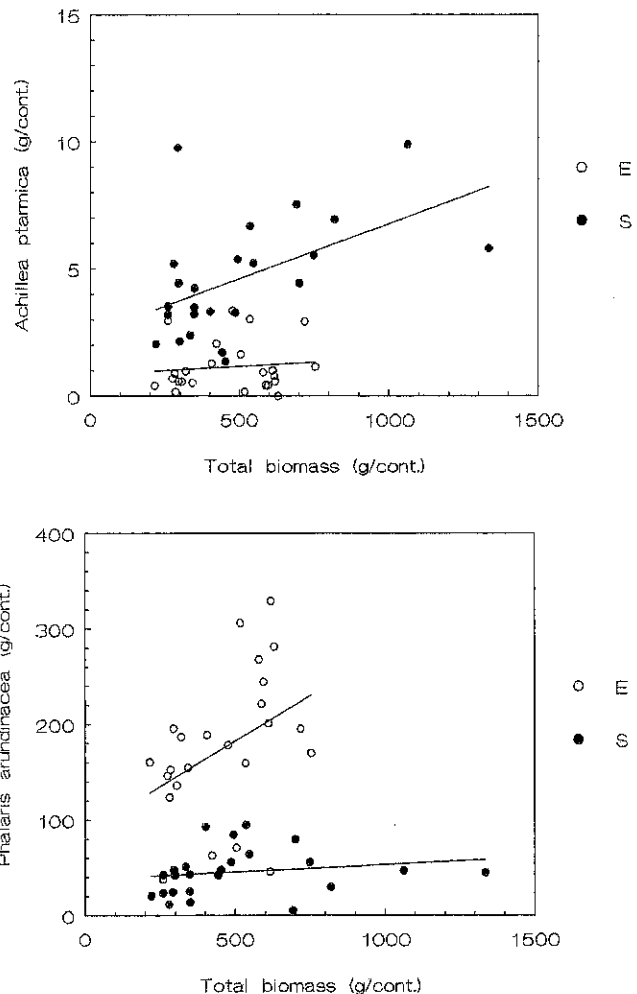 15
10
5
0
Achillea ptarmica (g/cont.)
0 500 1000 1500
Total biomass (g/cont.)
E
S
400
300
200
100
0
Phalaris arundinacea (g/cont.)
0 500 1000 1500
Total biomass (g/cont.)
E
S